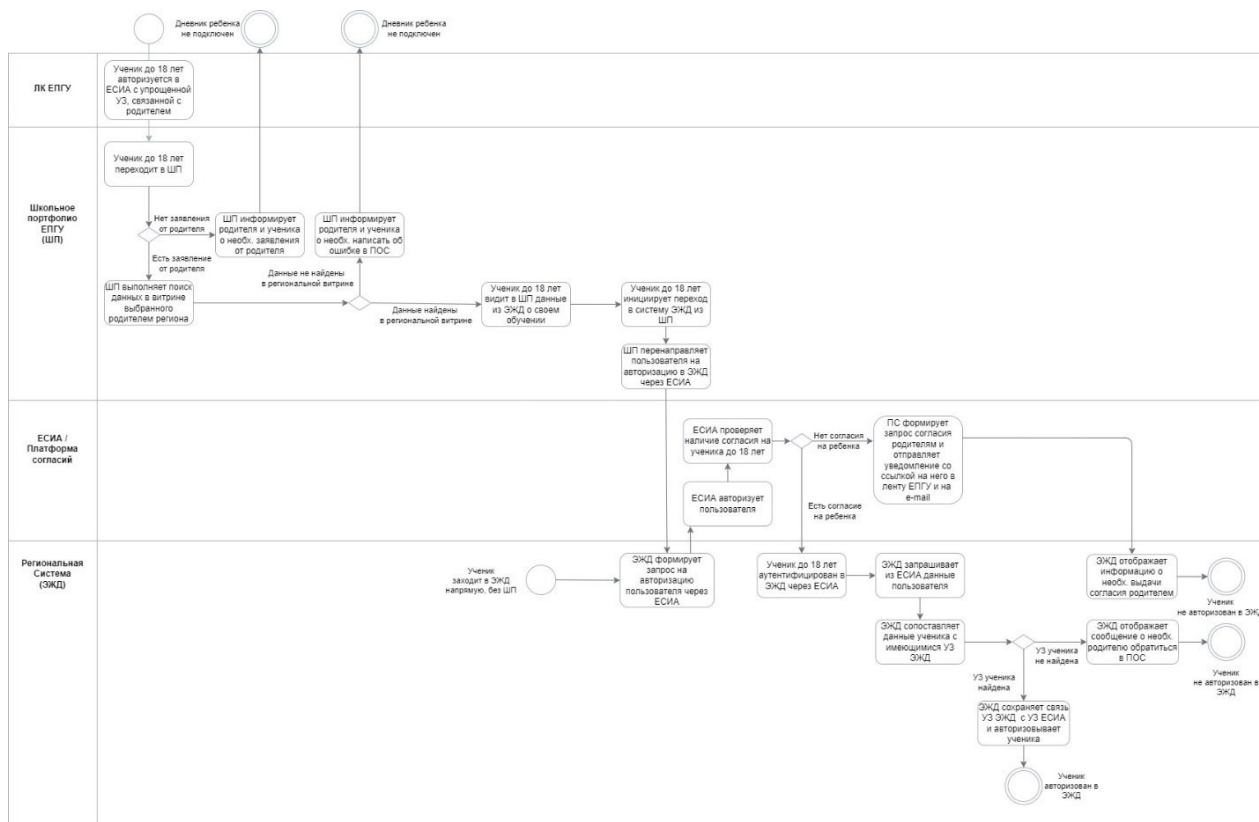 Дневник ребенка
не подключен
Дневник ребенка
не подключен
ЛК ЕПГУ
Ученик до 18 лет
авторизуется в
ЕСИА с упрощенной
УЗ, связанной с
родителем
Школьное
портфолио
ЕПГУ
(ШП)
Ученик до 18 лет
переходит в ШП
Нет заявления
от родителя
ШП информирует
родителя и ученика
о необх. заявления
от родителя
ШП информирует
родителя и ученика
о необх. написать об
ошибке в ПОС
Есть заявление
от родителя
ШП выполняет поиск
данных в витрине
выбранного
родителем региона
Данные не найдены
в региональной витрине
Данные найдены
в региональной витрине
Ученик до 18 лет
видит в ШП данные
из ЭЖД о своем
обучении
Ученик до 18 лет
инициирует переход
в систему ЭЖД из
ШП
ШП перенаправляет
пользователя на
авторизацию в ЭЖД
через ЕСИА
ЕСИА /
Платформа
согласий
ЕСИА проверяет
наличие согласия на
ученика до 18 лет
Нет согласия
на ребенка
ПС формирует
запрос согласия
родителям и
отправляет
уведомление со
ссылкой на него в
ленту ЕПГУ и на
e-mail
ЕСИА авторизует
пользователя
Есть согласие
на ребенка
Региональная
Система
(ЭЖД)
Ученик
заходит в ЭЖД
напрямую, без ШП
ЭЖД формирует
запрос на
авторизацию
пользователя через
ЕСИА
Ученик до 18 лет
аутентифицирован в
ЭЖД через ЕСИА
ЭЖД запрашивает
из ЕСИА данные
пользователя
ЭЖД отображает
информацию о
необх. выдачи
согласия родителем
Ученик
не авторизован в ЭЖД
ЭЖД сопоставляет
данные ученика с
имеющимися УЗ
ЭЖД
УЗ ученика
не найдена
ЭЖД отображает
сообщение о необх.
родителю обратиться
в ПОС
Ученик
не авторизован в
ЭЖД
УЗ ученика
найдена
ЭЖД сохраняет связь
УЗ ЭЖД с УЗ ЕСИА
и авторизовывает
ученика
Ученик
авторизован в
ЭЖД